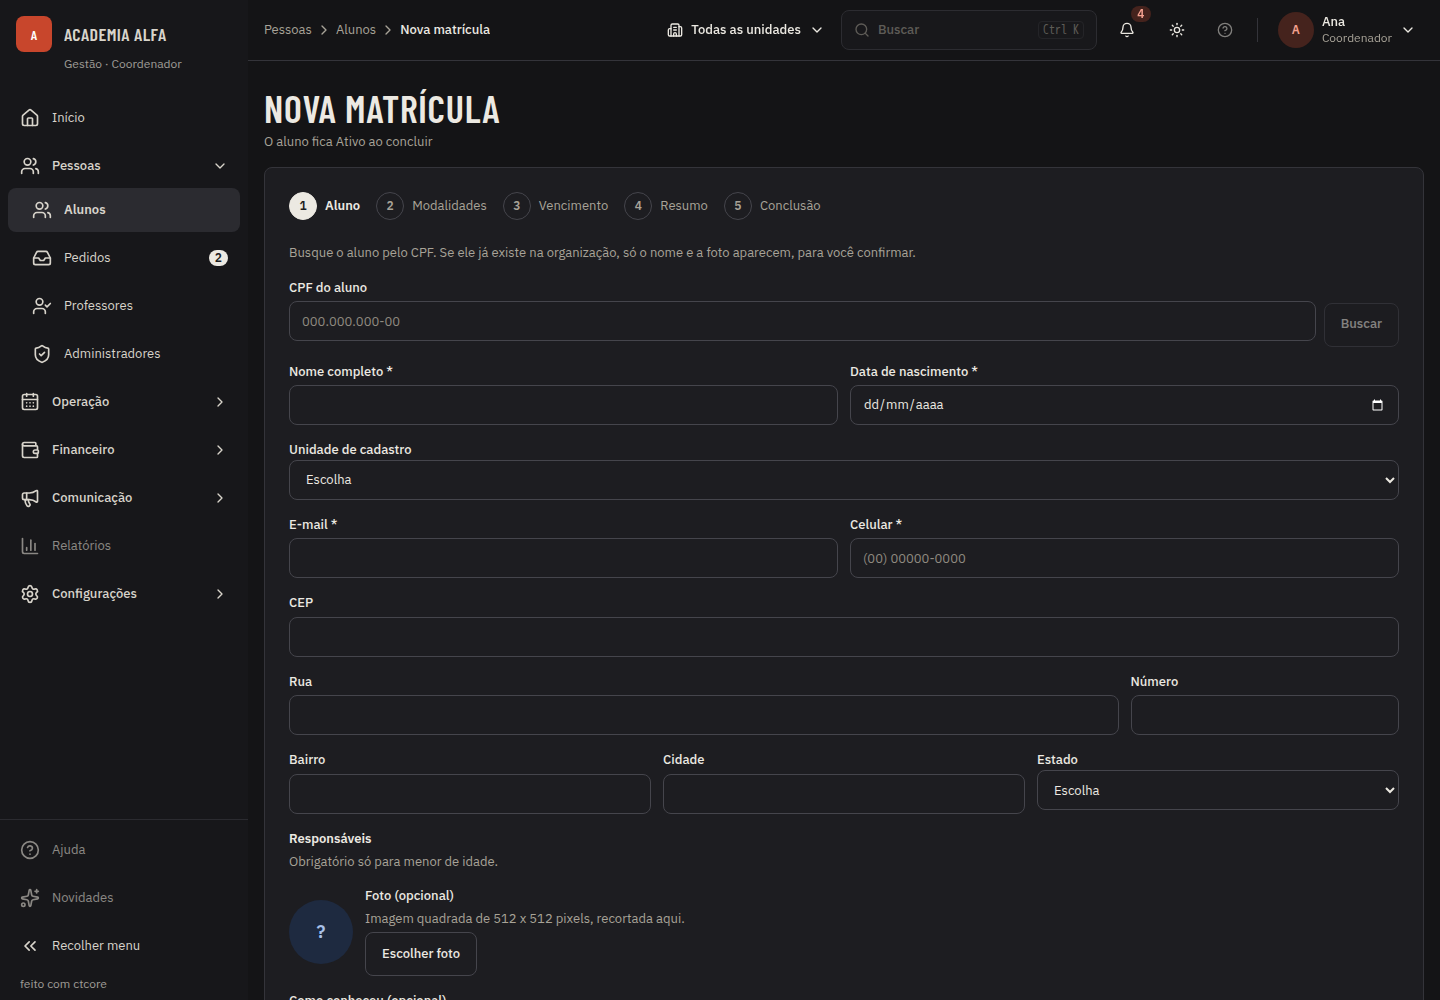 A
ACADEMIA ALFA
Gestão · Coordenador
Início
Pessoas
Alunos
Pedidos 2
Professores
Administradores
Operação
Financeiro
Comunicação
Relatórios
Configurações
Ajuda
Novidades
Recolher menu
feito com ctcore
Pessoas > Alunos > Nova matrícula
Todas as unidades
Buscar Ctrl K
4
A
Ana
Coordenador
NOVA MATRÍCULA
O aluno fica Ativo ao concluir
1 Aluno 2 Modalidades 3 Vencimento 4 Resumo 5 Conclusão
Busque o aluno pelo CPF. Se ele já existe na organização, só o nome e a foto aparecem, para você confirmar.
CPF do aluno
000.000.000-00 Buscar
Nome completo * Data de nascimento *
dd/mm/aaaa
Unidade de cadastro
Escolha
E-mail * Celular *
(00) 00000-0000
CEP
Rua Número
Bairro Cidade Estado
Escolha
Responsáveis
Obrigatório só para menor de idade.
?
Foto (opcional)
Imagem quadrada de 512 x 512 pixels, recortada aqui.
Escolher foto
Como conheceu (opcional)